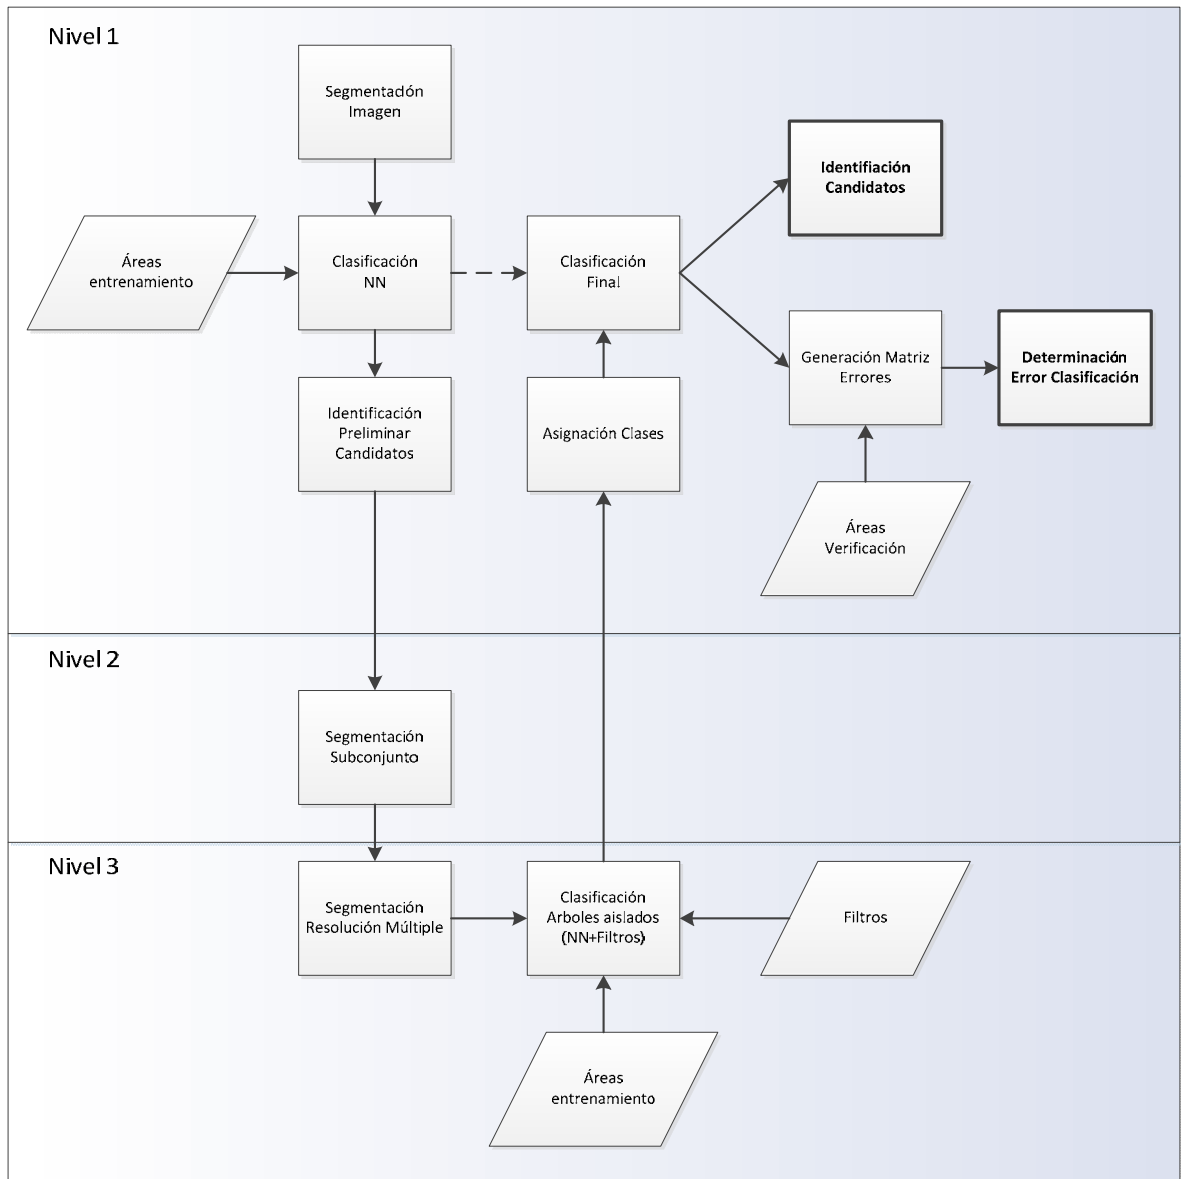 Nivel 1
Segmentación
Imagen
Identifiación
Candidatos
Áreas
entrenamiento
Clasificación
NN
Clasificación
Final
Generación Matriz
Errores
Determinación
Error Clasificación
Identificación
Preliminar
Candidatos
Asignación Clases
Áreas
Verificación
Nivel 2
Segmentación
Subconjunto
Nivel 3
Segmentación
Resolución Múltiple
Clasificación
Arboles aislados
(NN+Filtros)
Filtros
Áreas
entrenamiento